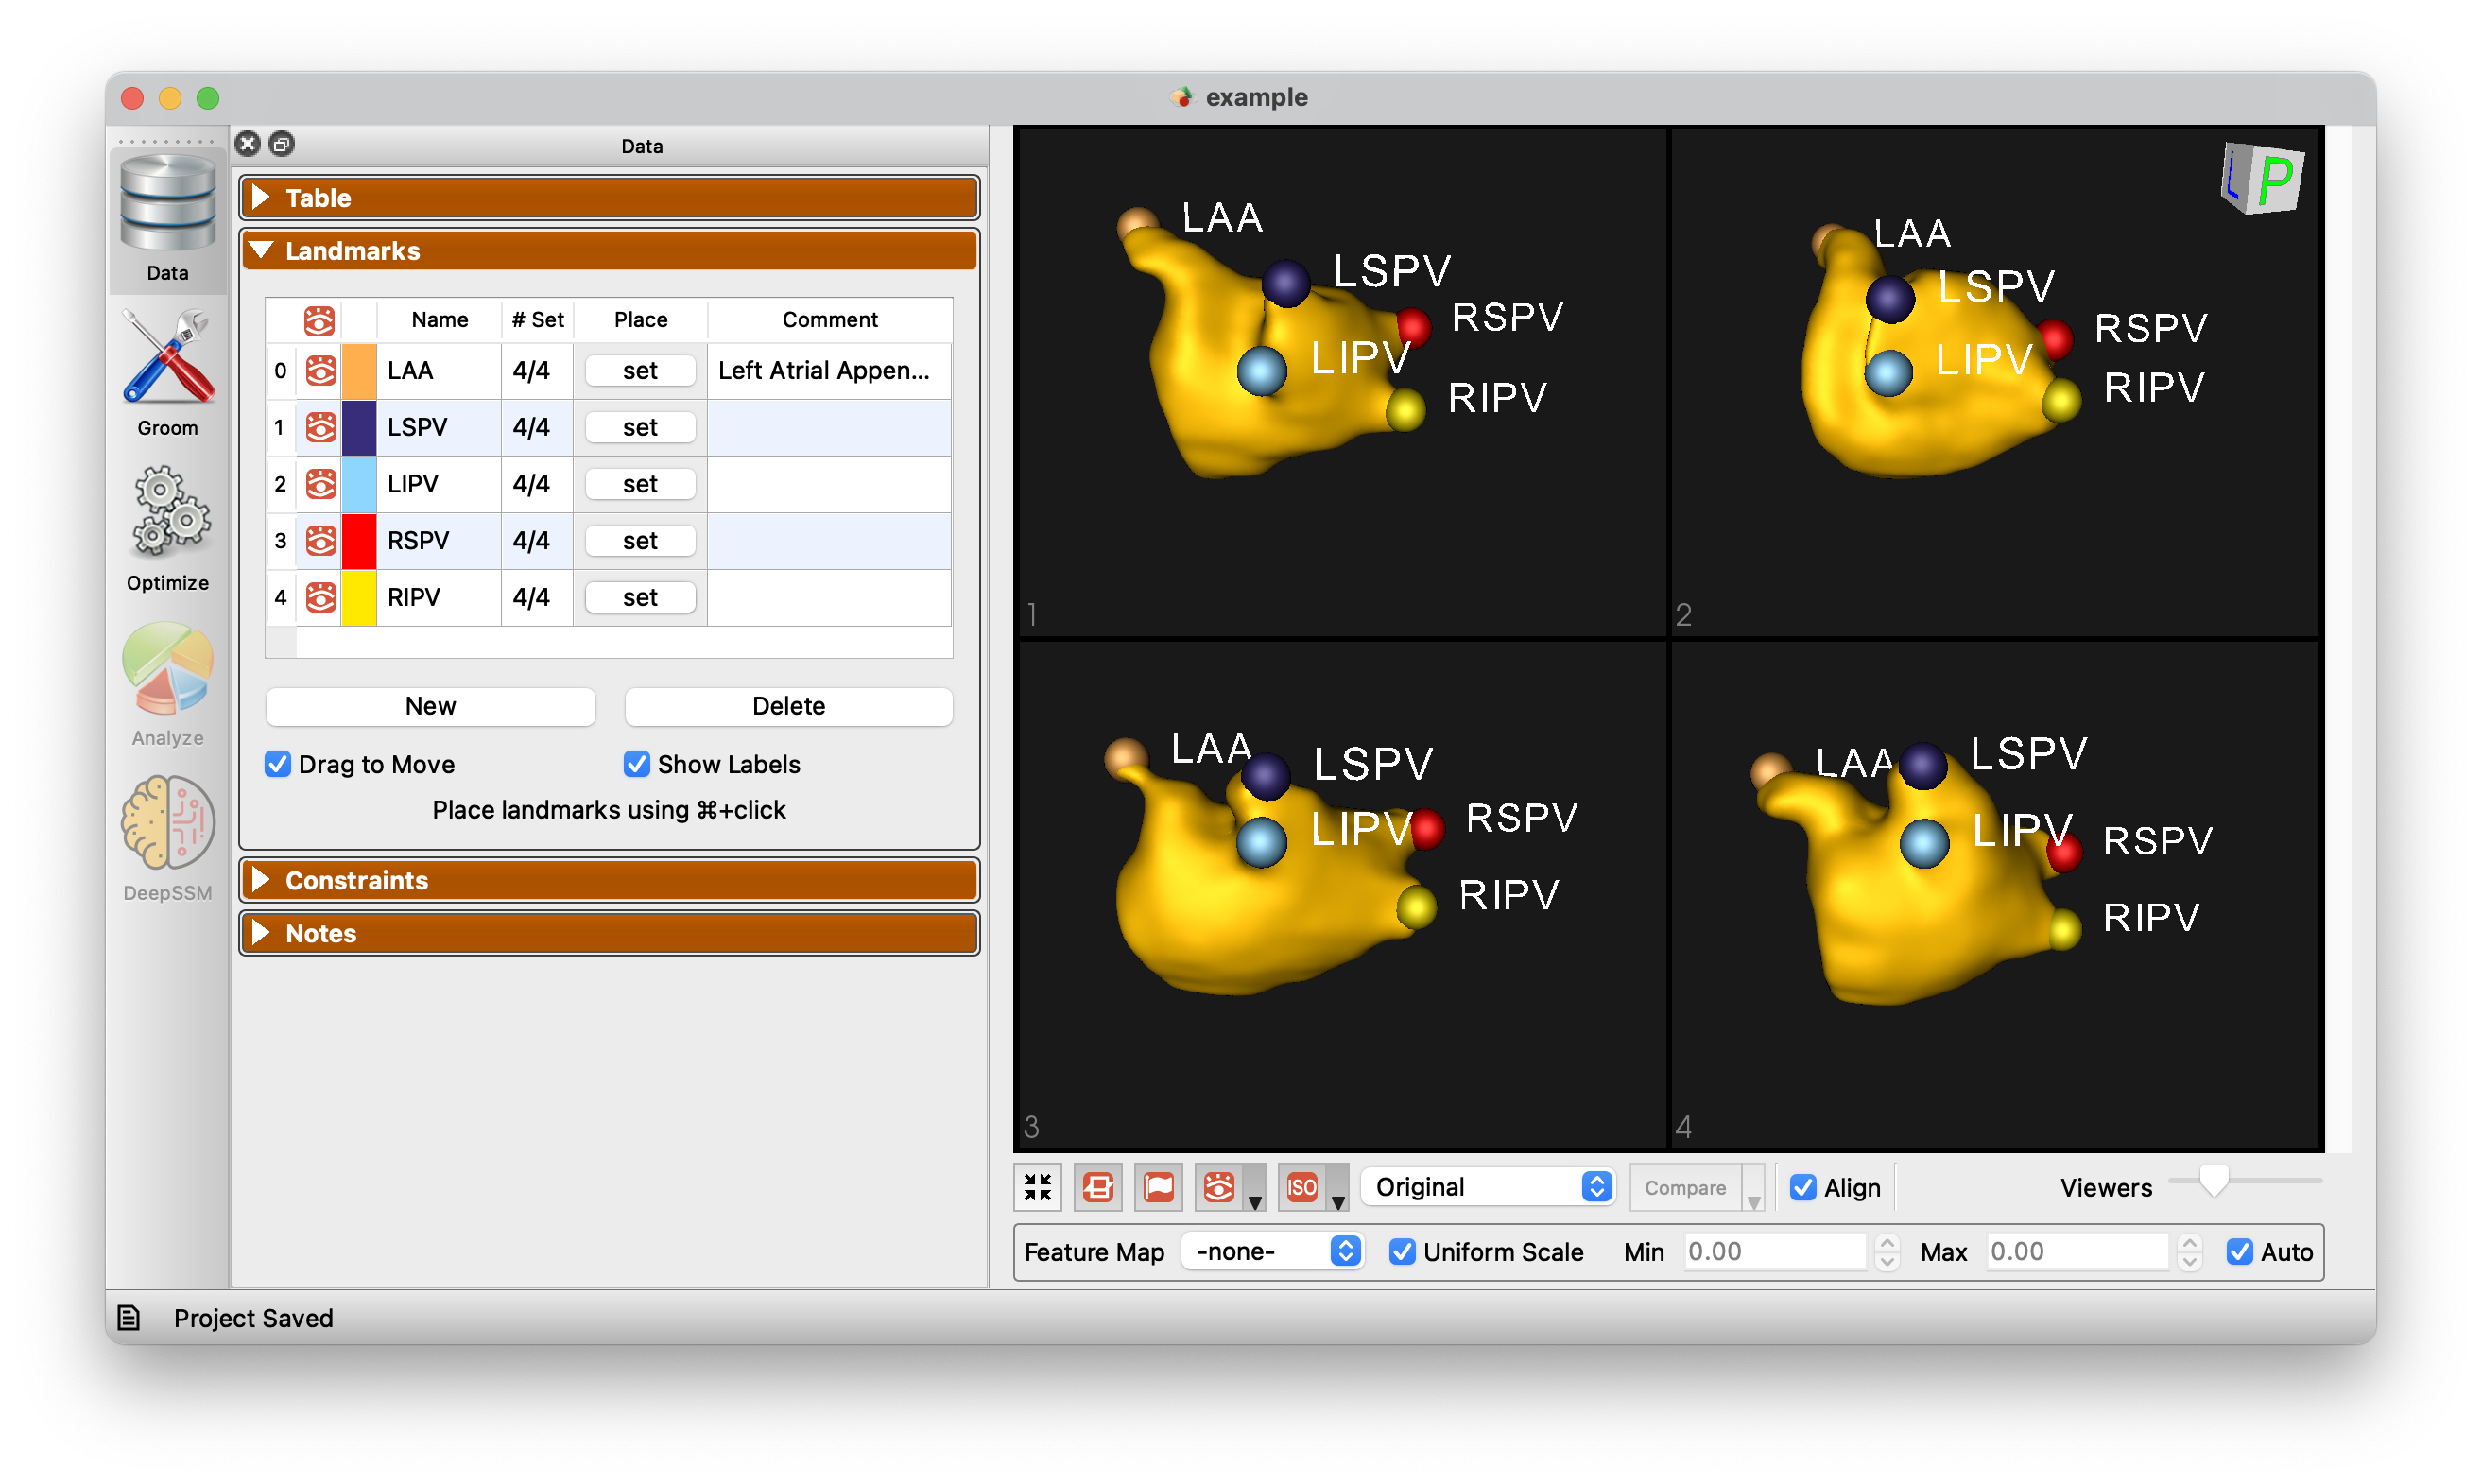 example
Data
Groom
Optimize
Analyze
DeepSSM
Data
Table
Landmarks
Name # Set Place Comment
0 LAA 4/4 set Left Atrial Appen...
1 LSPV 4/4 set
2 LIPV 4/4 set
3 RSPV 4/4 set
4 RIPV 4/4 set
New Delete
Drag to Move Show Labels
Place landmarks using ⌘+click
Constraints
Notes
LAA
LSPV
RSPV
LIPV
RIPV
1
L P
LAA
LSPV
RSPV
LIPV
RIPV
2
LAA
LSPV
RSPV
LIPV
RIPV
3
LAA
LSPV
LIPV
RSPV
RIPV
4
ISO Original Compare Align Viewers
Feature Map -none- Uniform Scale Min 0.00 Max 0.00 Auto
Project Saved